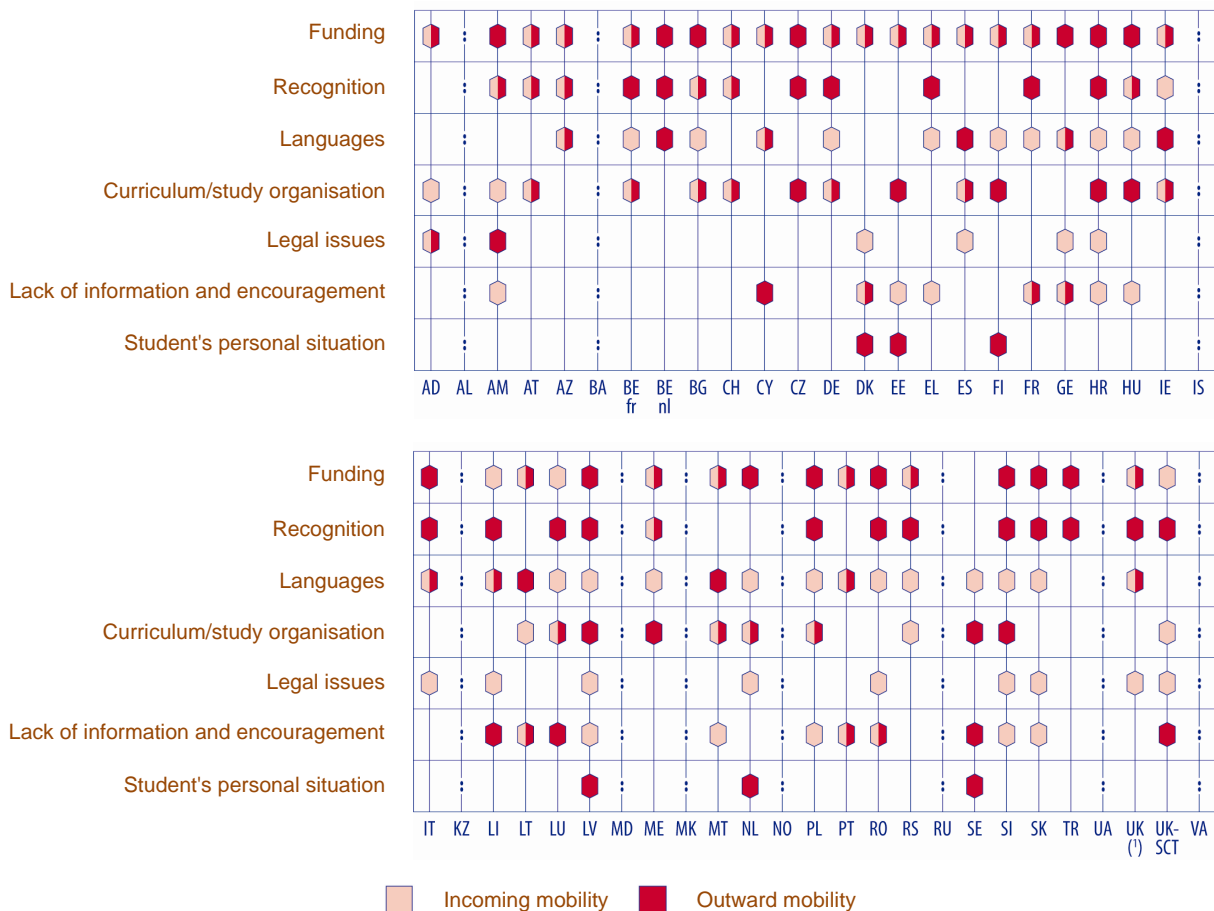 Funding
Recognition
Languages
Curriculum/study organisation
Legal issues
Lack of information and encouragement
Student's personal situation
AD AL AM AT AZ BA BE BE BG CH CY CZ DE DK EE EL ES FI FR GE HR HU IE IS
fr nl
Funding
Recognition
Languages
Curriculum/study organisation
Legal issues
Lack of information and encouragement
Student's personal situation
IT KZ LI LT LU LV MD ME MK MT NL NO PL PT RO RS RU SE SI SK TR UA UK UK- VA
(¹) SCT
Incoming mobility Outward mobility